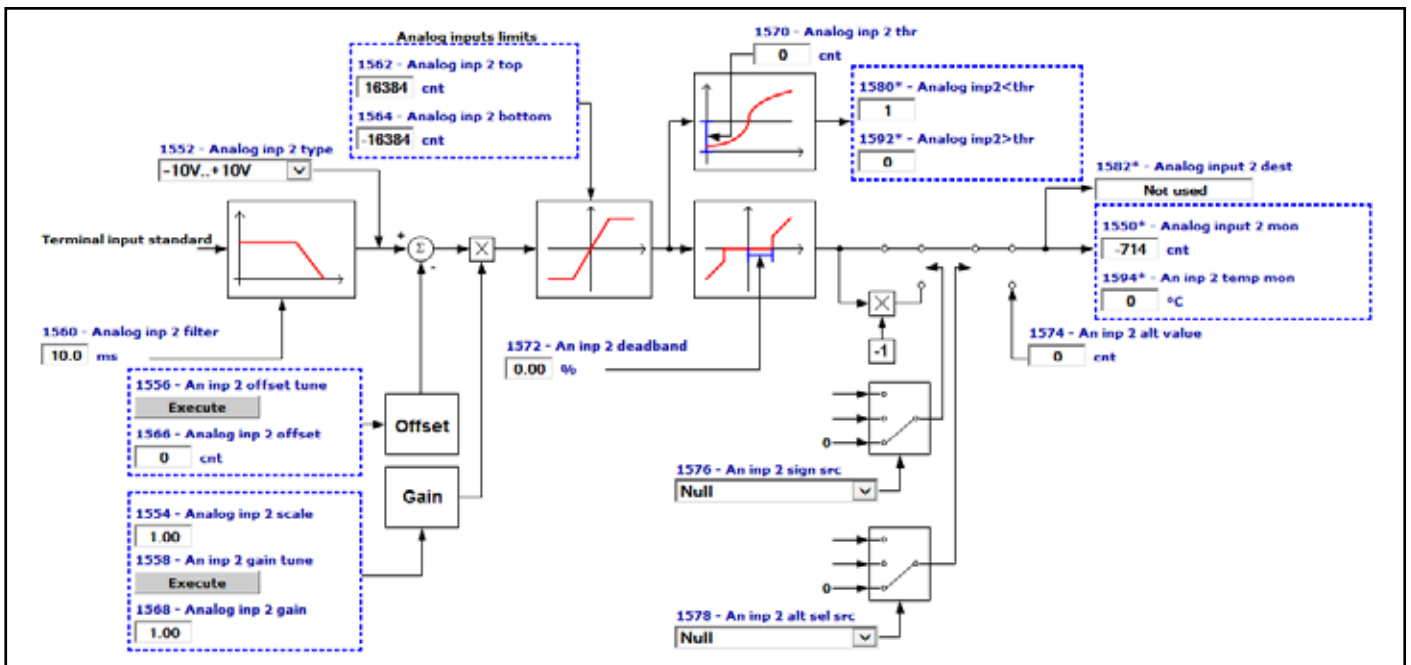 Analog inputs limits
1562 - Analog inp 2 top
16384 cnt
1564 - Analog inp 2 bottom
-16384 cnt
1570 - Analog inp 2 thr
0 cnt
1580* - Analog inp2<thr
1
1592* - Analog inp2>thr
0
1552 - Analog inp 2 type
-10V..+10V
1582* - Analog input 2 dest
Not used
Terminal input standard
+
Σ
-
X
1550* - Analog input 2 mon
-714 cnt
1594* - An inp 2 temp mon
0 ºC
1560 - Analog inp 2 filter
10.0 ms
1572 - An inp 2 deadband
0.00 %
X
-1
1574 - An inp 2 alt value
0 cnt
1556 - An inp 2 offset tune
Execute
1566 - Analog inp 2 offset
0 cnt
Offset
Gain
0
1576 - An inp 2 sign src
Null
1554 - Analog inp 2 scale
1.00
1558 - An inp 2 gain tune
Execute
1568 - Analog inp 2 gain
1.00
0
1578 - An inp 2 alt sel src
Null